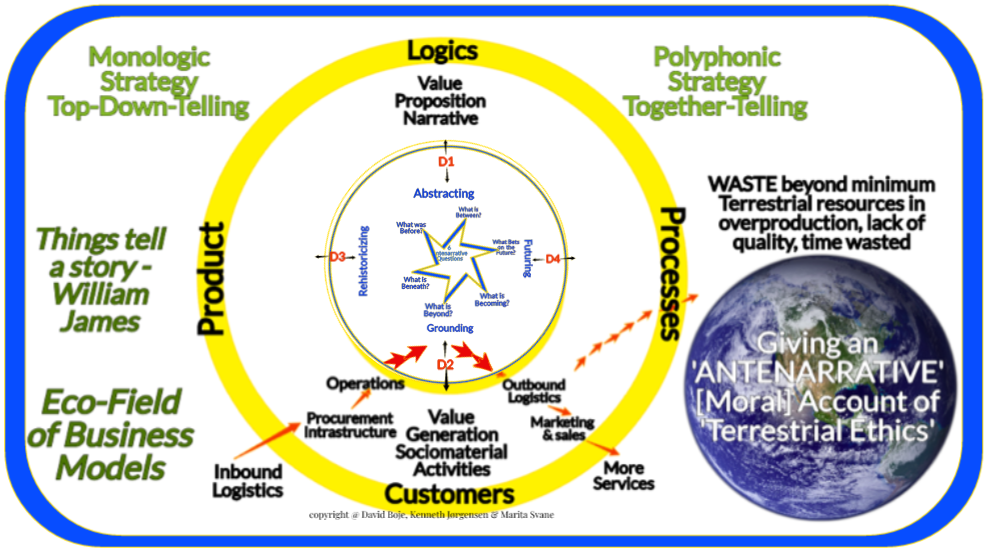 Monologic
Strategy
Top-Down-Telling
Logics
Polyphonic
Strategy
Together-Telling
Value
Proposition
Narrative
D1
Abstracting
What is
Between?
What was
Before?
What Bets
on the
Future?
6
Antenarrative
Questions
What is
Beneath?
What is
Becoming?
What is
Beyond?
Grounding
D3
Rehistoricizing
Futuring
D4
D2
Product
Processes
WASTE beyond minimum
Terrestrial resources in
overproduction, lack of
quality, time wasted
Things tell
a story -
William
James
Giving an
'ANTENARRATIVE'
[Moral] Account of
'Terrestrial Ethics'
Eco-Field
of Business
Models
Operations
Procurement
Intrastructure
Inbound
Logistics
Value
Generation
Sociomaterial
Activities
Outbound
Logistics
Marketing
& sales
More
Services
Customers
copyright @ David Boje, Kenneth Jørgensen & Marita Svane